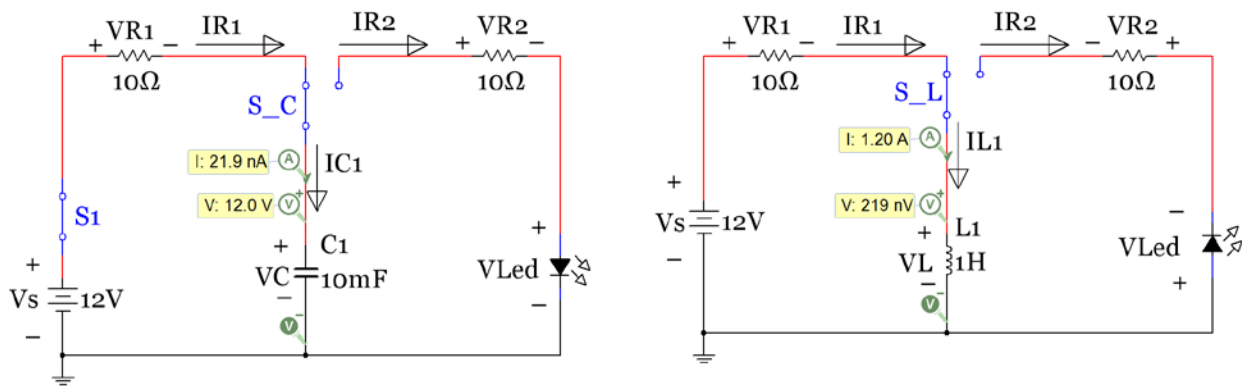 IR1
IR2
VR1
VR2
+
−
+
−
10Ω
10Ω
S_C
I: 21.9 nA
A
IC1
V: 12.0 V
V
+
S1
+
C1
+
+
VC
10mF
VLed
Vs
12V
−
−
−
V
−
IR1
IR2
VR1
VR2
+
−
−
+
10Ω
10Ω
S_L
I: 1.20 A
A
IL1
+
V: 219 nV
V
+
Vs
12V
L1
−
+
VL
1H
VLed
−
−
+
V
−